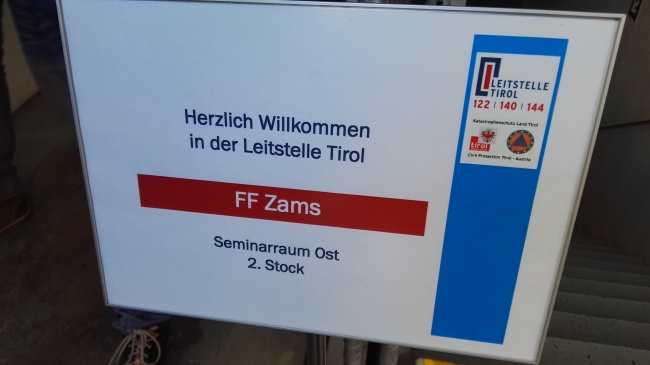 Herzlich Willkommen
in der Leitstelle Tirol
FF Zams
Seminarraum Ost
2. Stock
LEITSTELLE
TIROL
122 | 140 | 144
Katastrophenschutz Land Tirol
tirol
Civil Protection Tirol - Austria